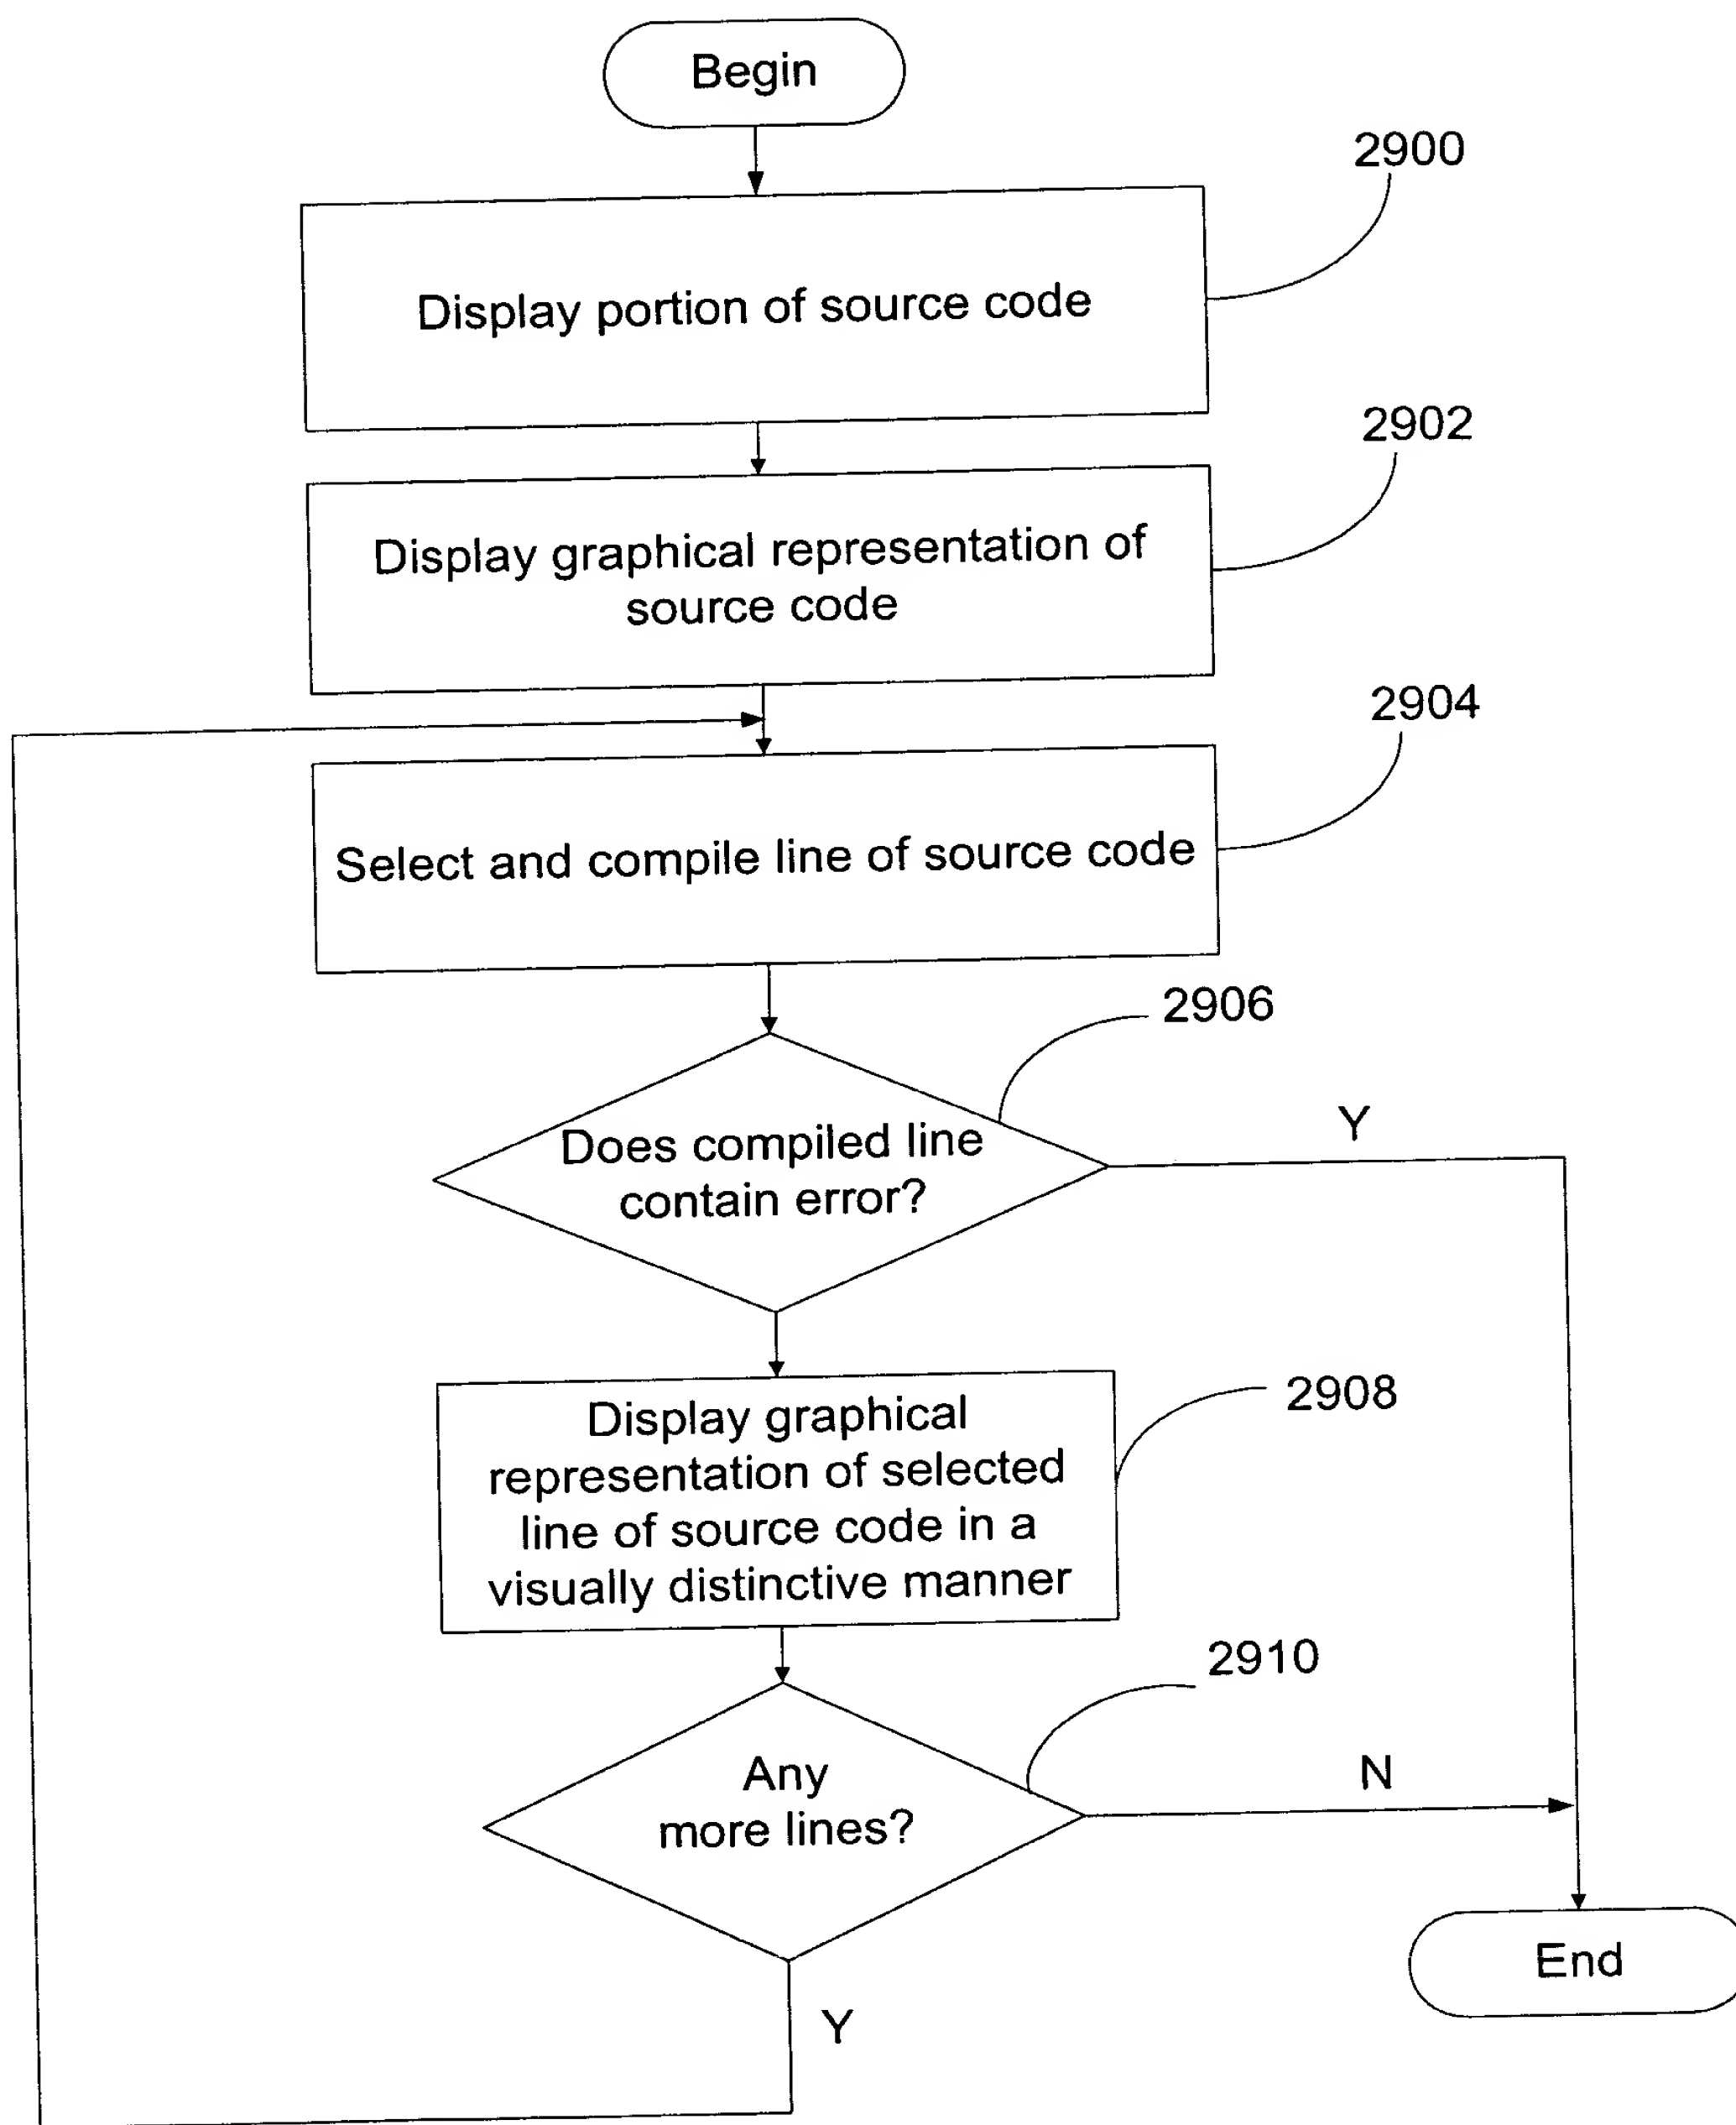 Begin
2900
Display portion of source code
2902
Display graphical representation of
source code
2904
Select and compile line of source code
2906
Does compiled line
contain error?
Y
2908
Display graphical
representation of selected
line of source code in a
visually distinctive manner
2910
Any
more lines?
N
End
Y